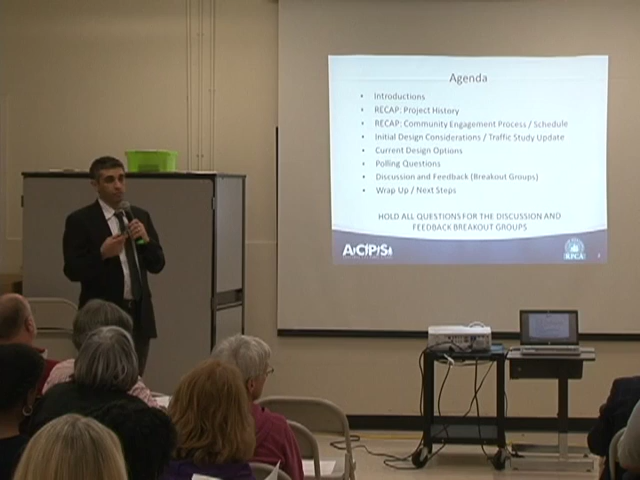 Agenda
• Introductions
• RECAP: Project History
• RECAP: Community Engagement Process / Schedule
• Initial Design Considerations / Traffic Study Update
• Current Design Options
• Polling Questions
• Discussion and Feedback (Breakout Groups)
• Wrap Up / Next Steps
HOLD ALL QUESTIONS FOR THE DISCUSSION AND
FEEDBACK BREAKOUT GROUPS
RPCA